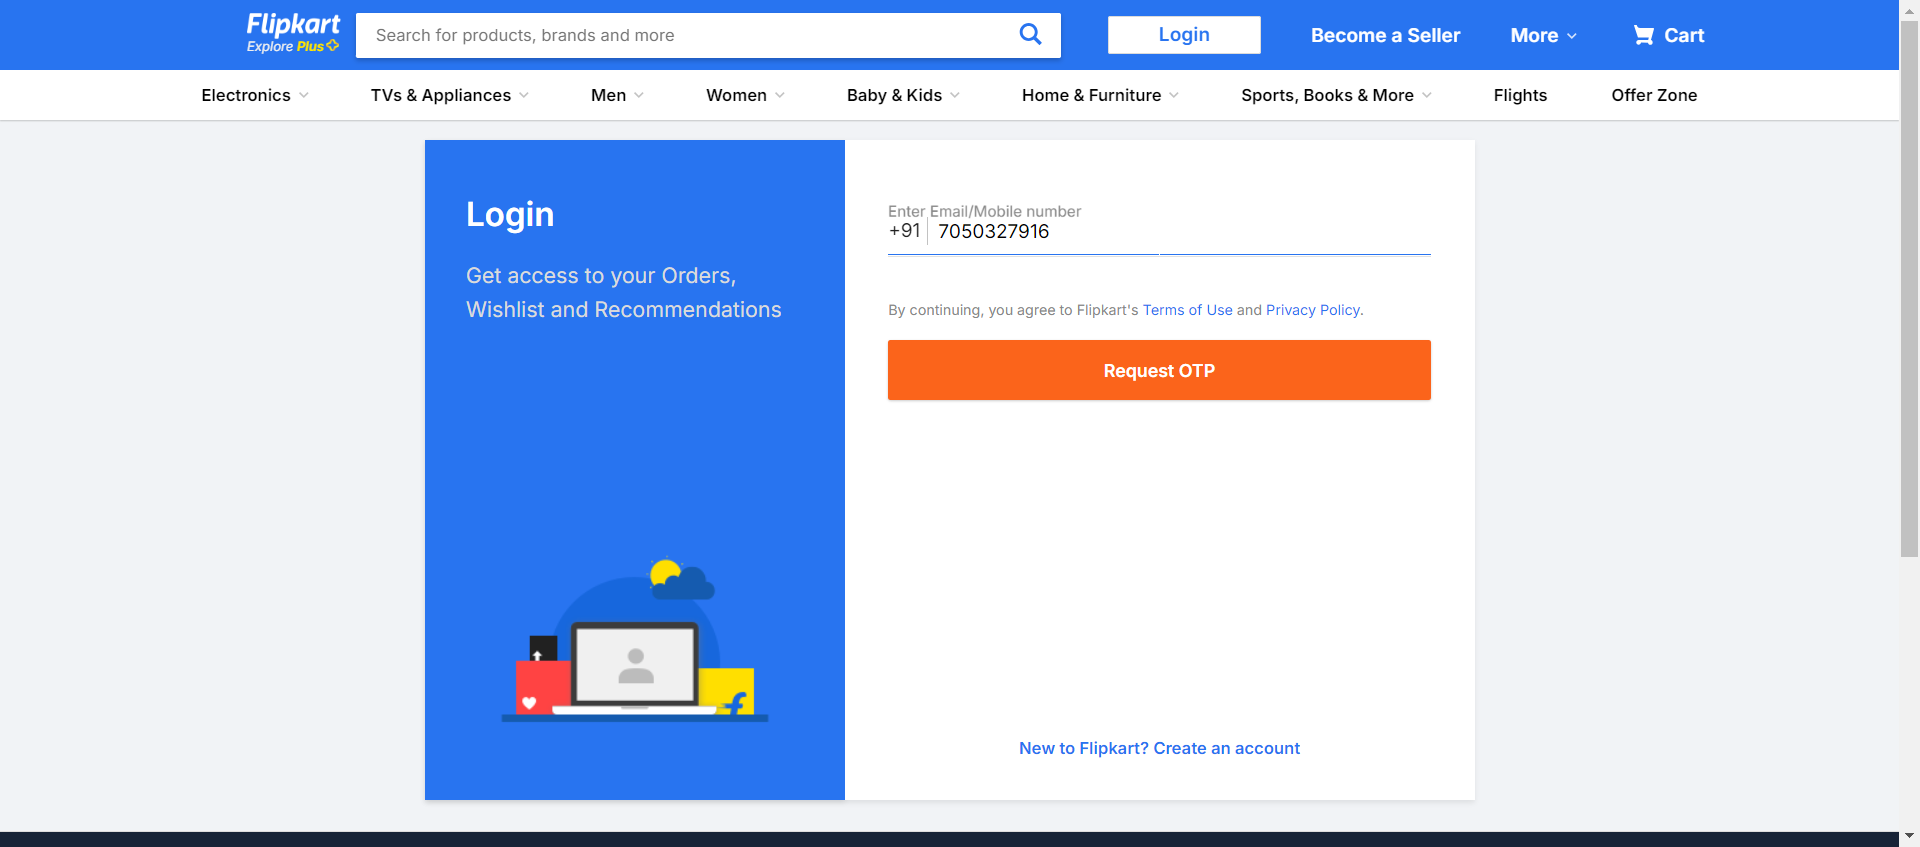 Flipkart
Explore Plus
Search for products, brands and more
Login
Become a Seller
More
Cart
Electronics
TVs & Appliances
Men
Women
Baby & Kids
Home & Furniture
Sports, Books & More
Flights
Offer Zone
Login
Get access to your Orders,
Wishlist and Recommendations
Enter Email/Mobile number
+91 7050327916
By continuing, you agree to Flipkart's Terms of Use and Privacy Policy.
Request OTP
New to Flipkart? Create an account